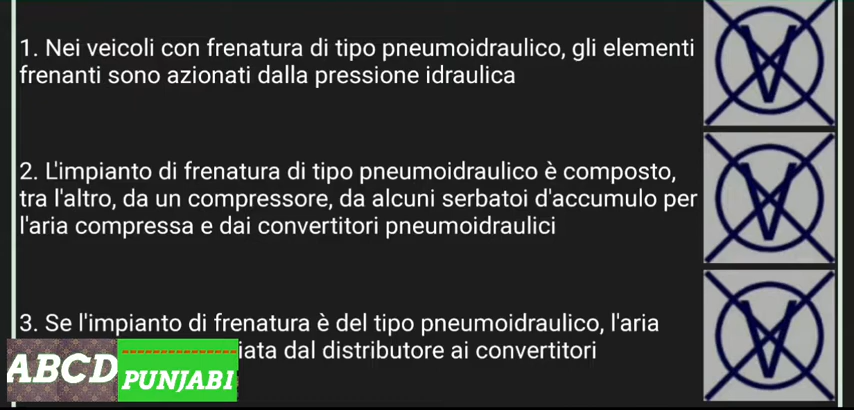 1. Nei veicoli con frenatura di tipo pneumoidraulico, gli elementi
frenanti sono azionati dalla pressione idraulica
V
2. L'impianto di frenatura di tipo pneumoidraulico è composto,
tra l'altro, da un compressore, da alcuni serbatoi d'accumulo per
l'aria compressa e dai convertitori pneumoidraulici
V
3. Se l'impianto di frenatura è del tipo pneumoidraulico, l'aria
dal distributore ai convertitori
V
ABCD PUNJABI